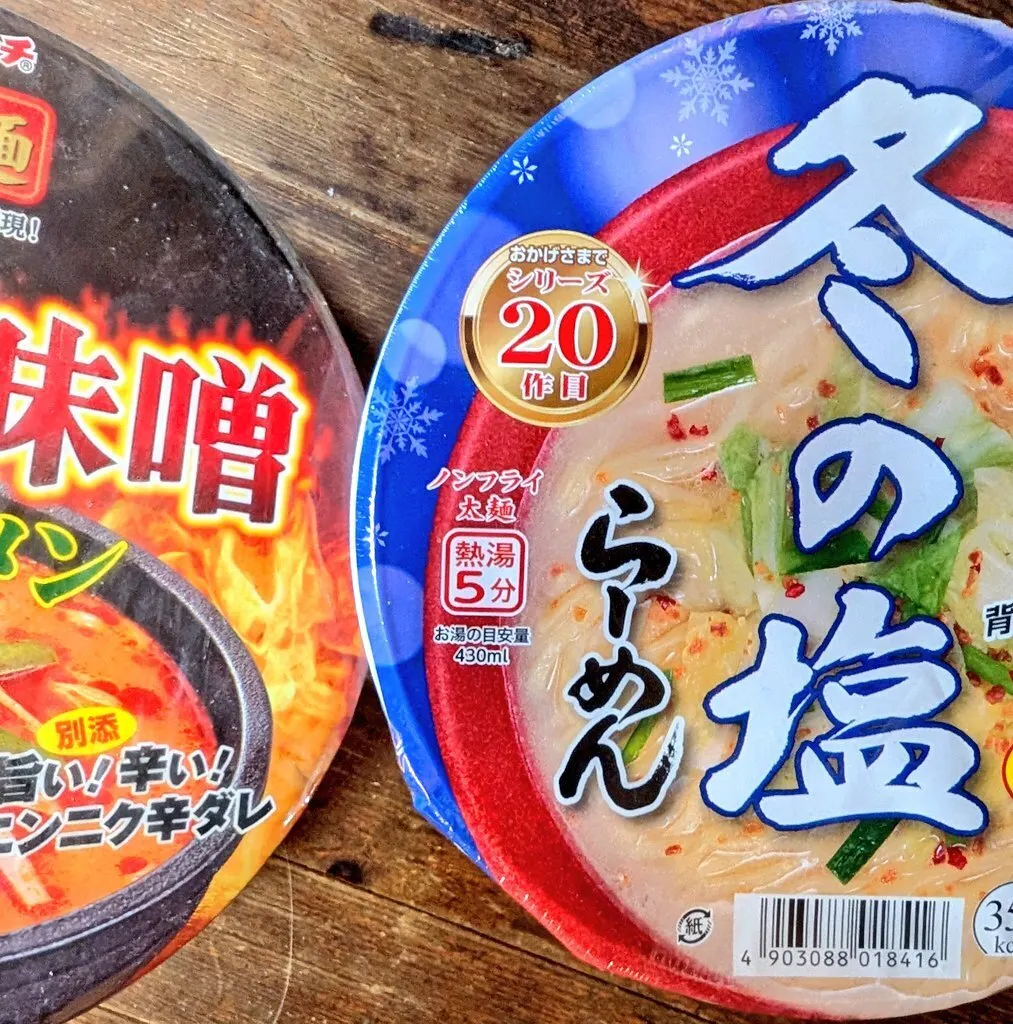 チ®
麺
現!
味噌
メン
別添
旨い!辛い!
ニンニク辛ダレ
おかげさまで
シリーズ
20
作目
ノンフライ
太麺
熱湯
5分
お湯の目安量
430ml
冬の塩
らーめん
背
紙
4 903088 018416
35
kc